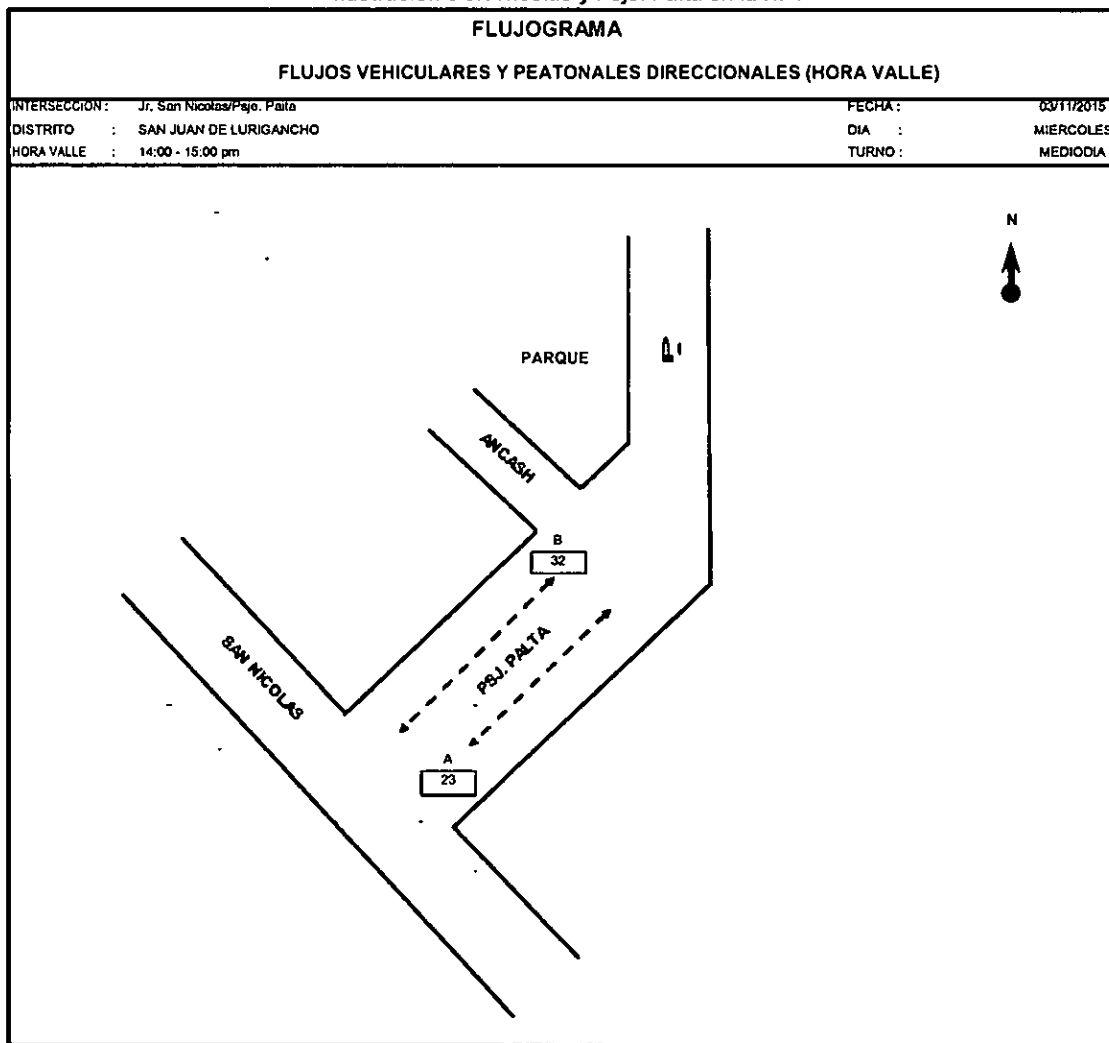 FLUJOGRAMA
FLUJOS VEHICULARES Y PEATONALES DIRECCIONALES (HORA VALLE)
INTERSECCION : Jr. San Nicolas/Psje. Palta FECHA : 03/11/2015
DISTRITO : SAN JUAN DE LURIGANCHO DIA : MIERCOLES
HORA VALLE : 14:00 - 15:00 pm TURNO : MEDIODIA
N
PARQUE
ANCASH
B
32
PSJ. PALTA
SAN NICOLAS
A
23